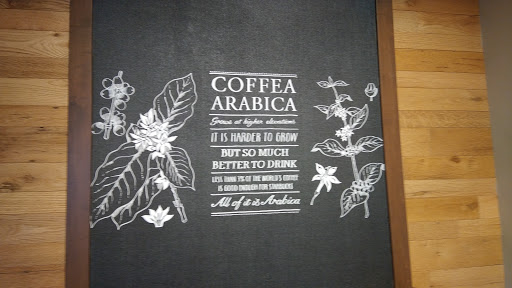 COFFEA
ARABICA
Grows at higher elevations
IT IS HARDER TO GROW
BUT SO MUCH
BETTER TO DRINK
LESS THAN 1% OF THE WORLD'S COFFEE
IS GOOD ENOUGH FOR STARBUCKS
All of it is Arabica